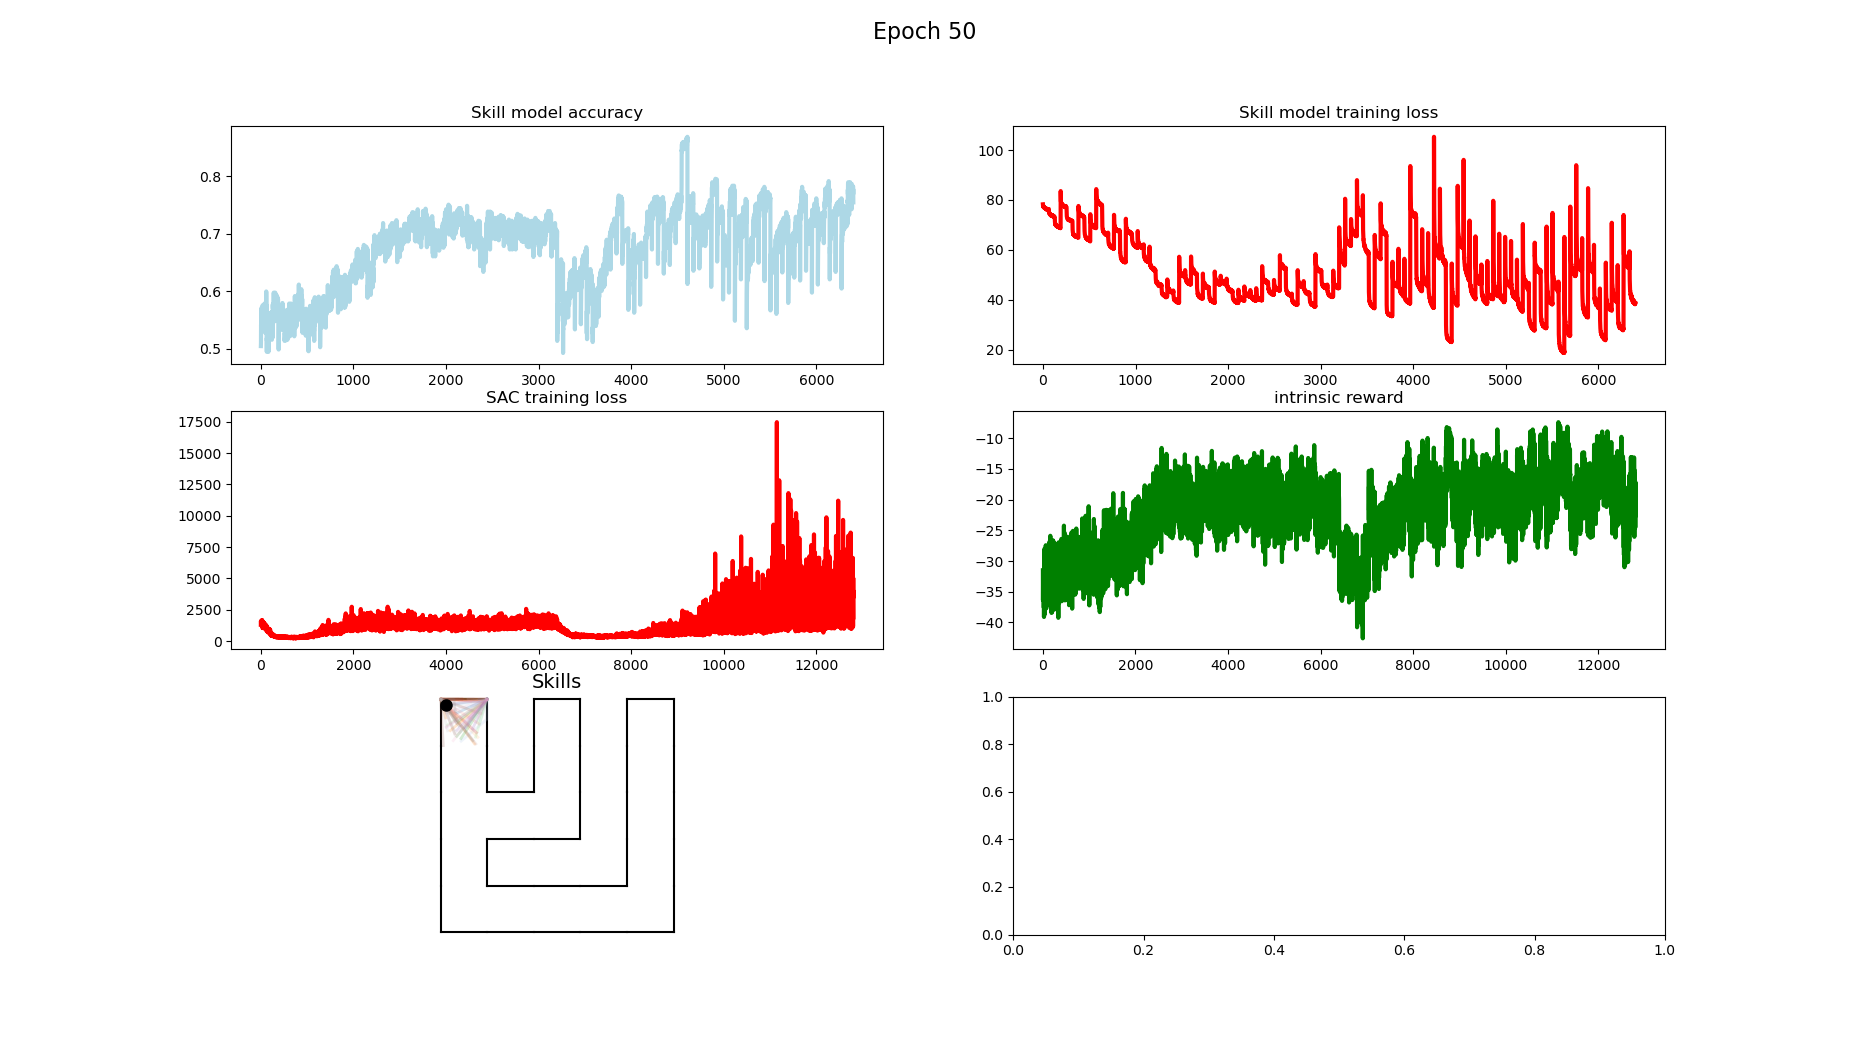 Epoch 50
Skill model accuracy
0.8
0.7
0.6
0.5
0 1000 2000 3000 4000 5000 6000
Skill model training loss
100
80
60
40
20
0 1000 2000 3000 4000 5000 6000
SAC training loss
17500
15000
12500
10000
7500
5000
2500
0
0 2000 4000 6000 8000 10000 12000
intrinsic reward
−10
−15
−20
−25
−30
−35
−40
0 2000 4000 6000 8000 10000 12000
Skills
1.0
0.8
0.6
0.4
0.2
0.0
0.0 0.2 0.4 0.6 0.8 1.0